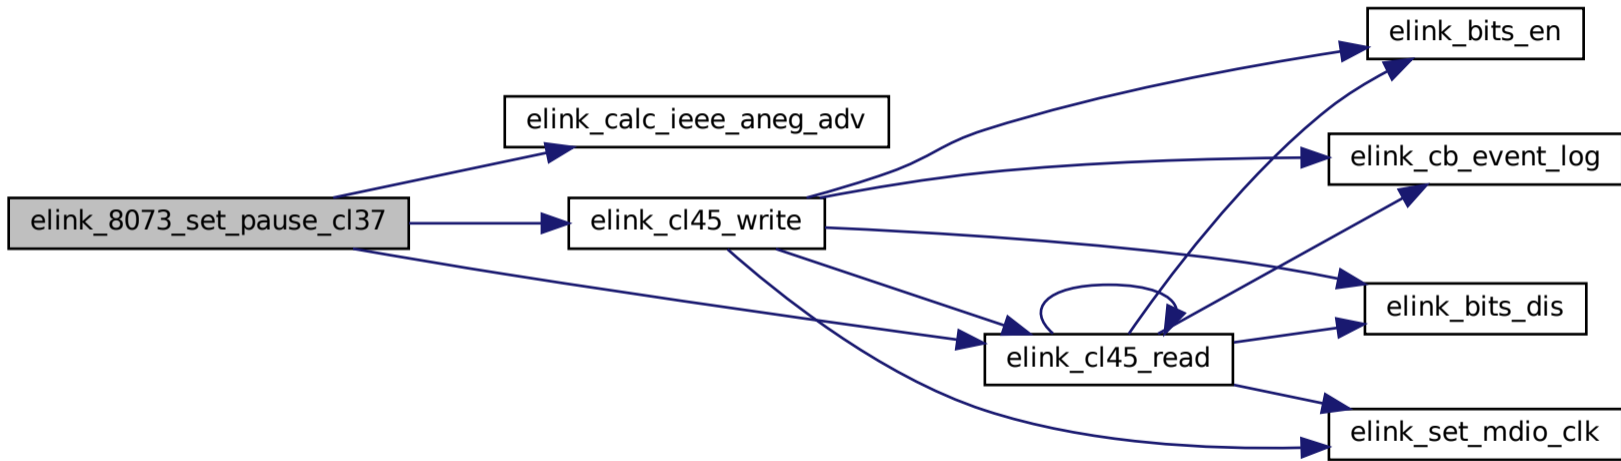 elink_bits_en
elink_calc_ieee_aneg_adv
elink_cb_event_log
elink_8073_set_pause_cl37
elink_cl45_write
elink_bits_dis
elink_cl45_read
elink_set_mdio_clk